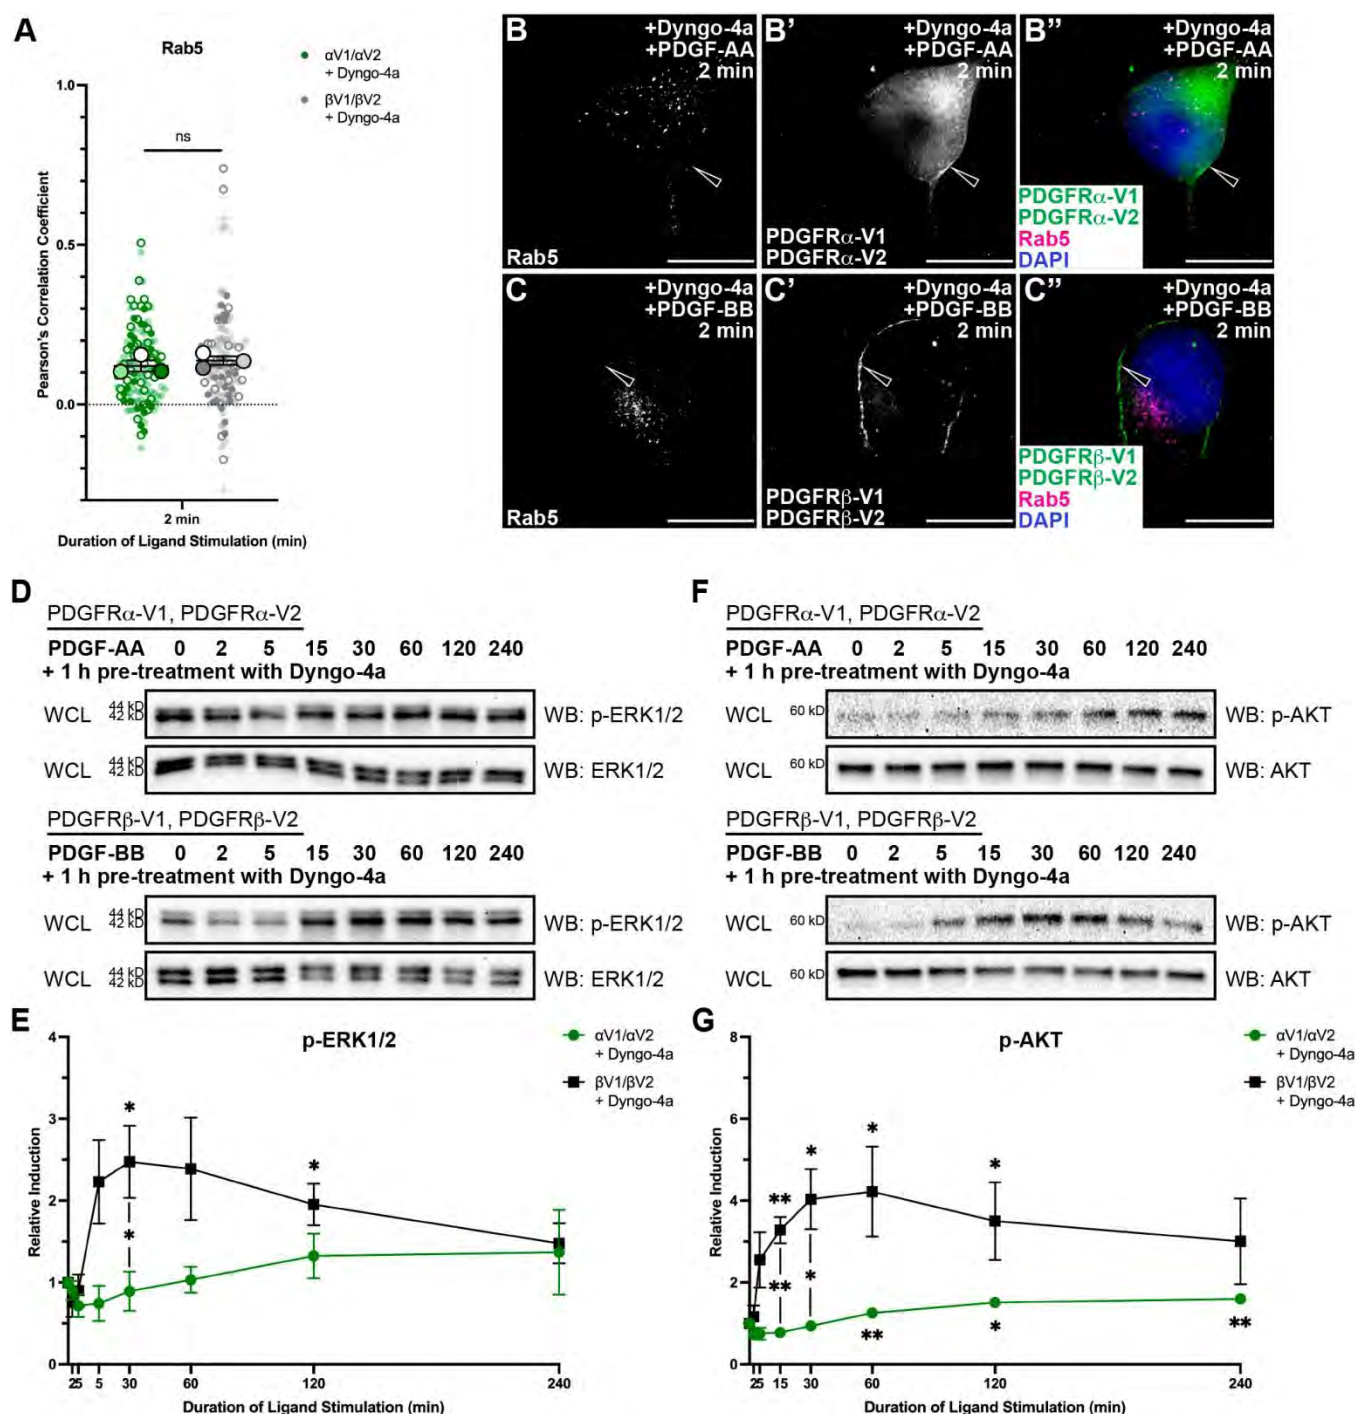 A
Rab5
αV1/αV2
+ Dyngo-4a
βV1/βV2
+ Dyngo-4a
1.0
ns
0.5
0.0
Pearson's Correlation Coefficient
2 min
Duration of Ligand Stimulation (min)
B
+Dyngo-4a
+PDGF-AA
2 min
Rab5
B'
+Dyngo-4a
+PDGF-AA
2 min
PDGFRα-V1
PDGFRα-V2
B''
+Dyngo-4a
+PDGF-AA
2 min
PDGFRα-V1
PDGFRα-V2
Rab5
DAPI
C
+Dyngo-4a
+PDGF-BB
2 min
Rab5
C'
+Dyngo-4a
+PDGF-BB
2 min
PDGFRβ-V1
PDGFRβ-V2
C''
+Dyngo-4a
+PDGF-BB
2 min
PDGFRβ-V1
PDGFRβ-V2
Rab5
DAPI
D
PDGFRα-V1, PDGFRα-V2
PDGF-AA 0 2 5 15 30 60 120 240
+ 1 h pre-treatment with Dyngo-4a
WCL 44 kD 42 kD WB: p-ERK1/2
WCL 44 kD 42 kD WB: ERK1/2
PDGFRβ-V1, PDGFRβ-V2
PDGF-BB 0 2 5 15 30 60 120 240
+ 1 h pre-treatment with Dyngo-4a
WCL 44 kD 42 kD WB: p-ERK1/2
WCL 44 kD 42 kD WB: ERK1/2
F
PDGFRα-V1, PDGFRα-V2
PDGF-AA 0 2 5 15 30 60 120 240
+ 1 h pre-treatment with Dyngo-4a
WCL 60 kD WB: p-AKT
WCL 60 kD WB: AKT
PDGFRβ-V1, PDGFRβ-V2
PDGF-BB 0 2 5 15 30 60 120 240
+ 1 h pre-treatment with Dyngo-4a
WCL 60 kD WB: p-AKT
WCL 60 kD WB: AKT
E
p-ERK1/2
αV1/αV2
+ Dyngo-4a
βV1/βV2
+ Dyngo-4a
4
3
2
1
0
Relative Induction
* * *
25 5 30 60 120 240
Duration of Ligand Stimulation (min)
G
p-AKT
αV1/αV2
+ Dyngo-4a
βV1/βV2
+ Dyngo-4a
8
6
4
2
0
Relative Induction
** * * *
** *
** * **
25 15 30 60 120 240
Duration of Ligand Stimulation (min)